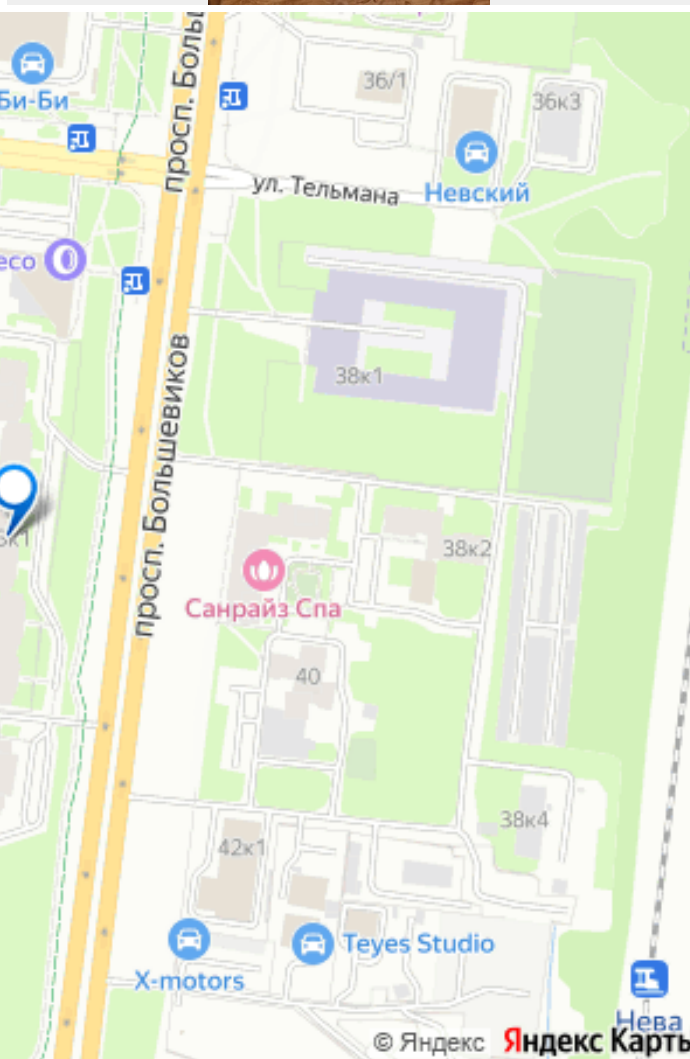 просп. Боль
36/1
36к3
Би-Би
Невский
ул. Тельмана
есо
38к1
просп. Большевиков
38к2
Санрайз Спа
40
38к4
42к1
Teyes Studio
X-motors
Нева
© Яндекс Яндекс Карты